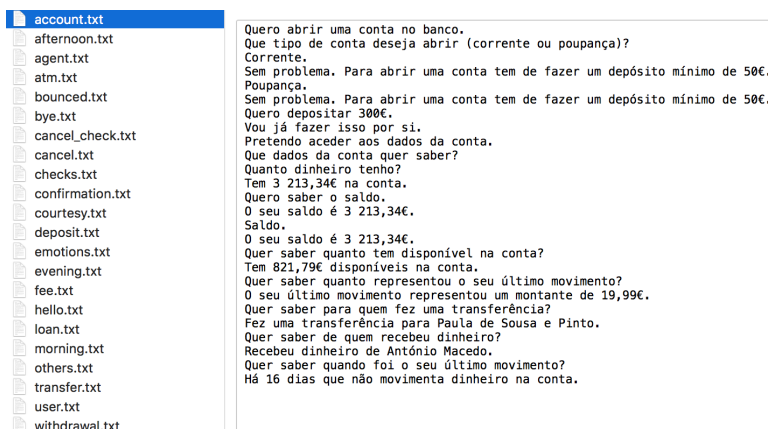 account.txt
afternoon.txt
agent.txt
atm.txt
bounced.txt
bye.txt
cancel_check.txt
cancel.txt
checks.txt
confirmation.txt
courtesy.txt
deposit.txt
emotions.txt
evening.txt
fee.txt
hello.txt
loan.txt
morning.txt
others.txt
transfer.txt
user.txt
withdrawal.txt
Quero abrir uma conta no banco.
Que tipo de conta deseja abrir (corrente ou poupança)?
Corrente.
Sem problema. Para abrir uma conta tem de fazer um depósito mínimo de 50€.
Poupança.
Sem problema. Para abrir uma conta tem de fazer um depósito mínimo de 50€.
Quero depositar 300€.
Vou já fazer isso por si.
Pretendo aceder aos dados da conta.
Que dados da conta quer saber?
Quanto dinheiro tenho?
Tem 3 213,34€ na conta.
Quero saber o saldo.
O seu saldo é 3 213,34€.
Saldo.
O seu saldo é 3 213,34€.
Quer saber quanto tem disponível na conta?
Tem 821,79€ disponíveis na conta.
Quer saber quanto representou o seu último movimento?
O seu último movimento representou um montante de 19,99€.
Quer saber para quem fez uma transferência?
Fez uma transferência para Paula de Sousa e Pinto.
Quer saber de quem recebeu dinheiro?
Recebeu dinheiro de António Macedo.
Quer saber quando foi o seu último movimento?
Há 16 dias que não movimenta dinheiro na conta.